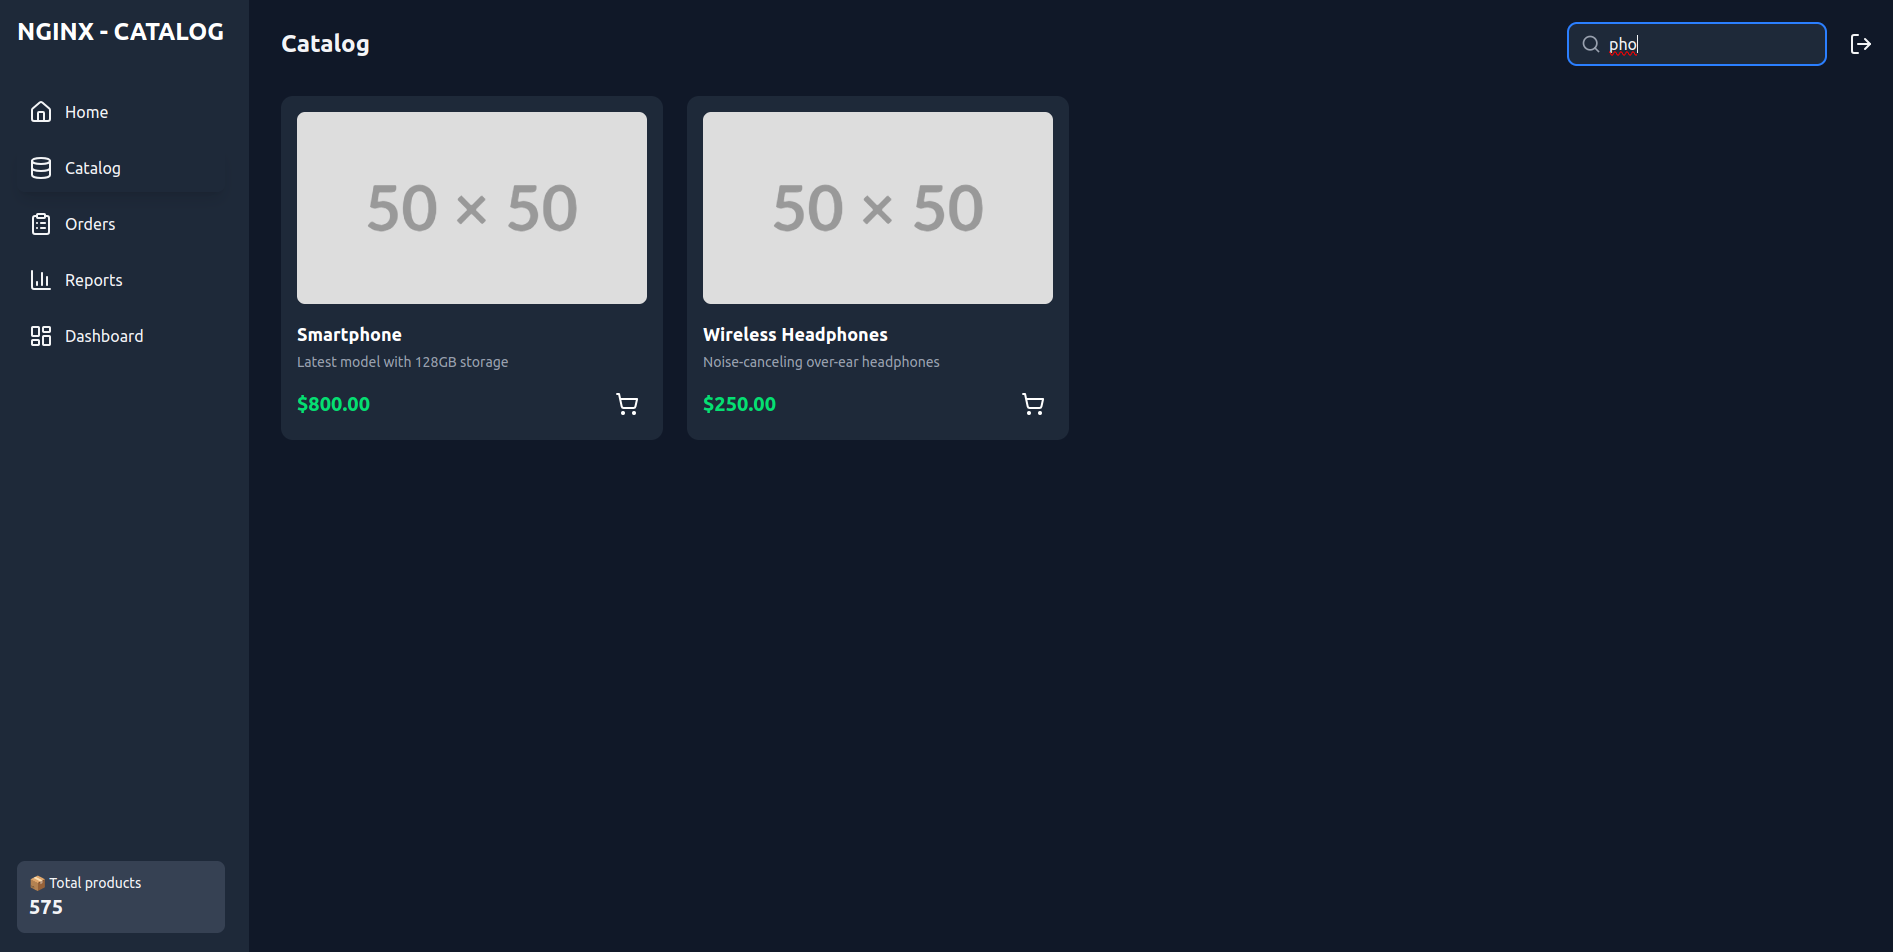 NGINX - CATALOG
Home
Catalog
Orders
Reports
Dashboard
Total products
575
Catalog
pho
50 × 50
Smartphone
Latest model with 128GB storage
$800.00
50 × 50
Wireless Headphones
Noise-canceling over-ear headphones
$250.00